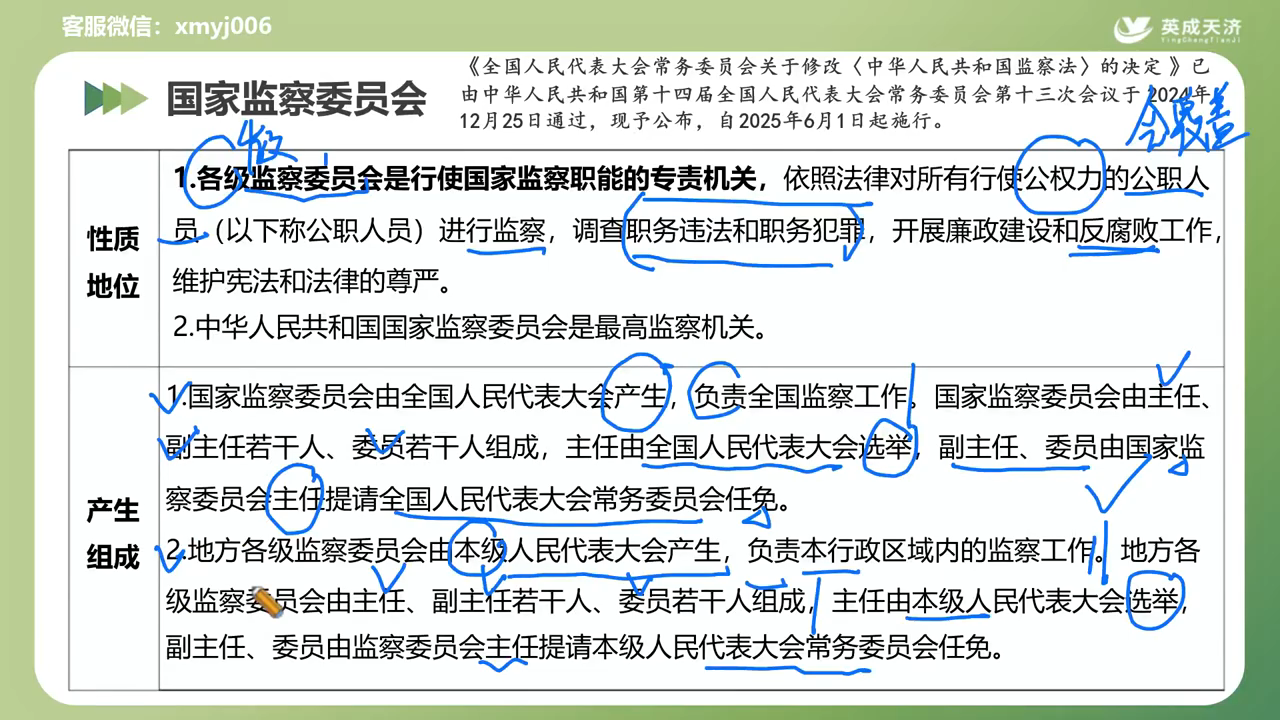 客服微信：xmyj006
英成天济
YingChengTianJi
国家监察委员会
《全国人民代表大会常务委员会关于修改〈中华人民共和国监察法〉的决定 》已
由中华人民共和国第十四届全国人民代表大会常务委员会第十三次会议于 2024年
12月25日通过，现予公布，自2025年6月1日起施行。
全覆盖
性质
地位
1.各级监察委员会是行使国家监察职能的专责机关，依照法律对所有行使公权力的公职人
员（以下称公职人员）进行监察，调查职务违法和职务犯罪，开展廉政建设和反腐败工作，
维护宪法和法律的尊严。
2.中华人民共和国国家监察委员会是最高监察机关。
产生
组成
1.国家监察委员会由全国人民代表大会产生，负责全国监察工作。国家监察委员会由主任、
副主任若干人、委员若干人组成，主任由全国人民代表大会选举，副主任、委员由国家监
察委员会主任提请全国人民代表大会常务委员会任免。
2.地方各级监察委员会由本级人民代表大会产生，负责本行政区域内的监察工作。地方各
级监察委员会由主任、副主任若干人、委员若干人组成，主任由本级人民代表大会选举，
副主任、委员由监察委员会主任提请本级人民代表大会常务委员会任免。